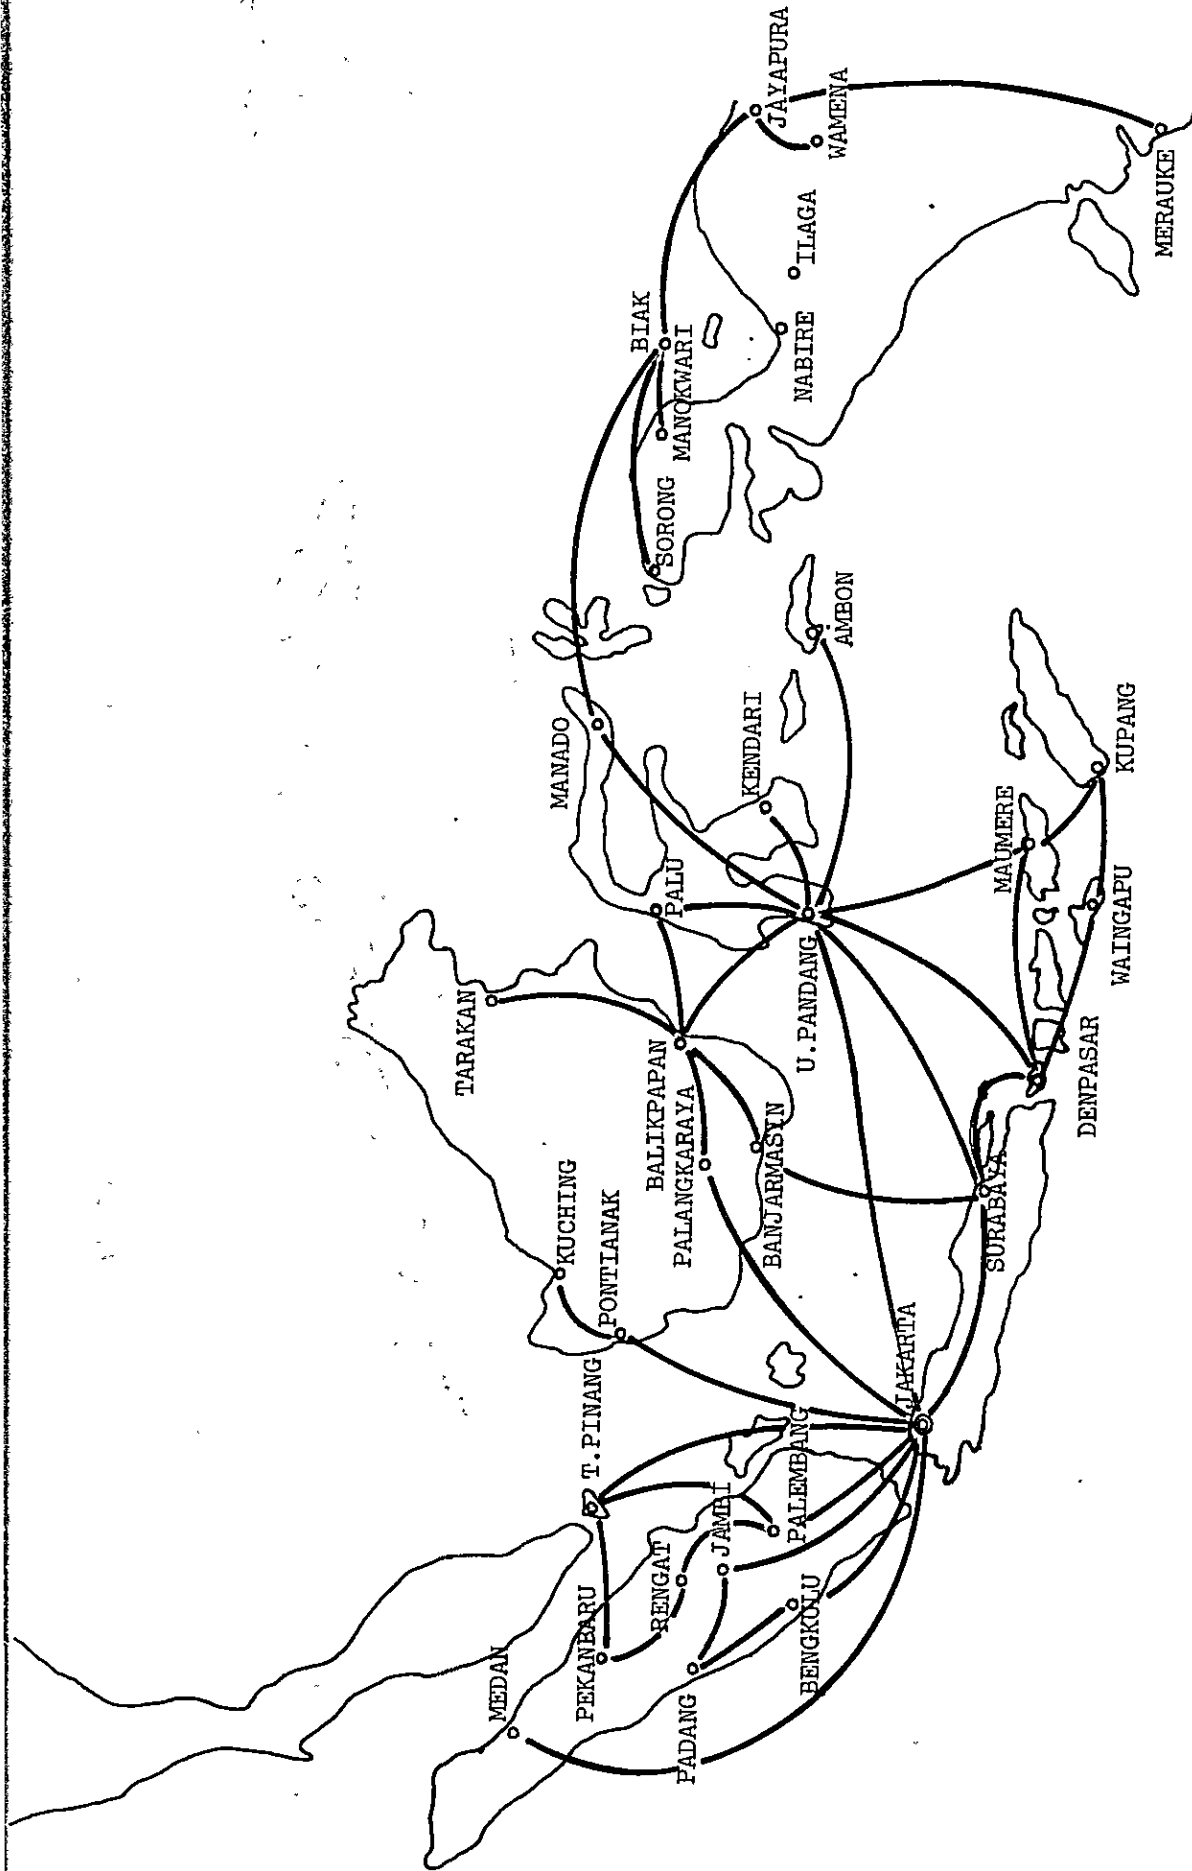 MEDAN
PEKANBARU
RENGAT
T.PINANG
PADANG
JAMBI
BENGKULU
PALEMBANG
JAKARTA
PONTIANAK
KUCHING
TARAKAN
BALIKPAPAN
PALANGKARAYA
BANJARMASIN
SURABAYA
DENPASAR
U.PANDANG
PALU
MANADO
KENDARI
MAUMERE
WAINGAPU
KUPANG
AMBON
SORONG
MANOKWARI
BIAK
NABIRE
ILAGA
JAYAPURA
WAMENA
MERAUKE